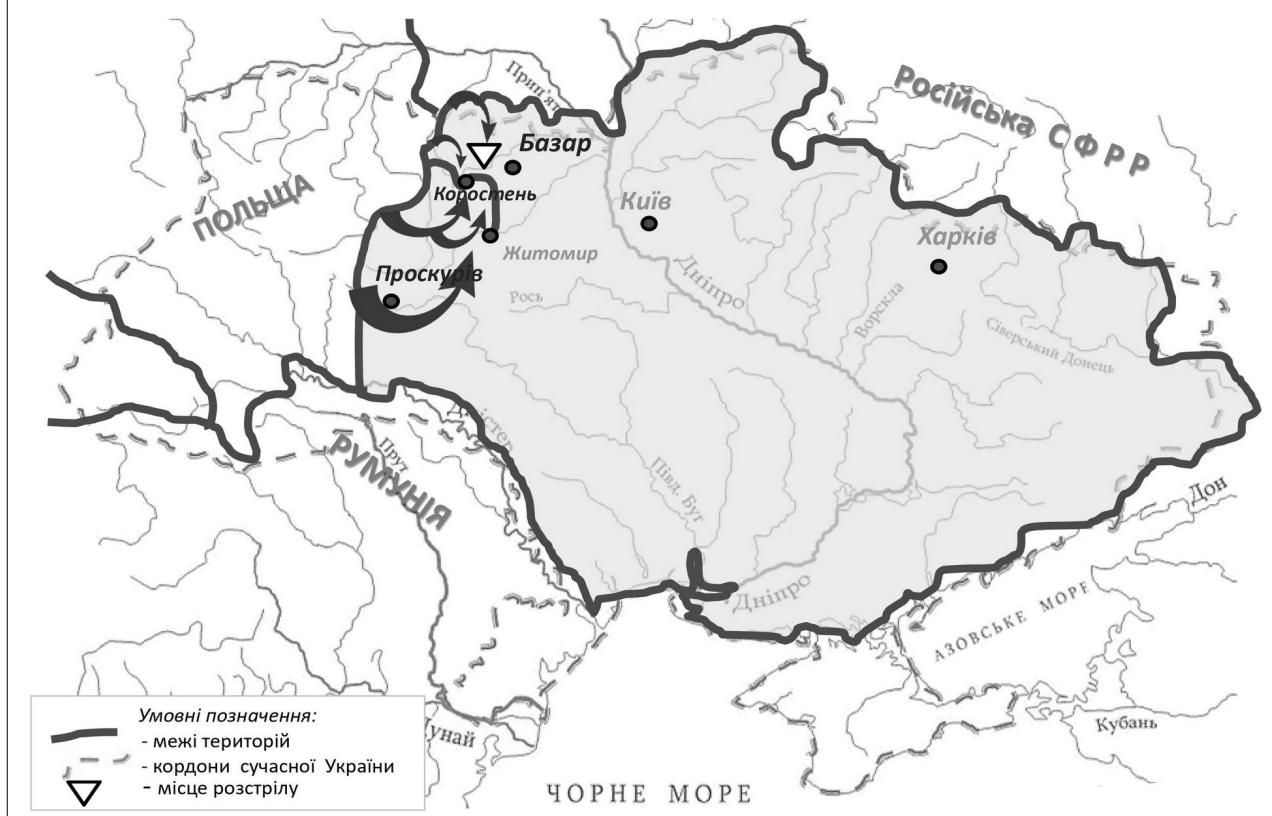 Прип'ять
Російська С Ф Р Р
ПОЛЬЩА
Базар
Коростень
Київ
Житомир
Харків
Проскурів
Дніпро
Рось
Ворскла
Сіверський Донець
Дністер
Прут
РУМУНІЯ
Півд. Буг
Дон
Дніпро
АЗОВСЬКЕ МОРЕ
Кубань
Дунай
ЧОРНЕ МОРЕ
Умовні позначення:
- межі територій
- кордони сучасної України
- місце розстрілу